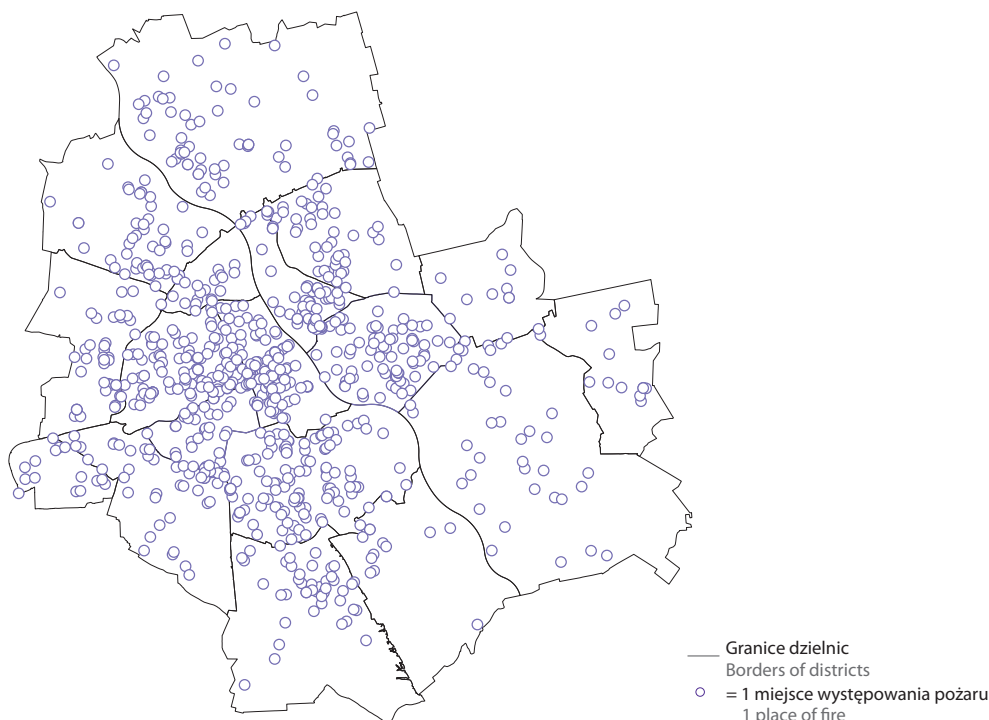 Granice dzielnic
Borders of districts
= 1 miejsce występowania pożaru
1 place of fire